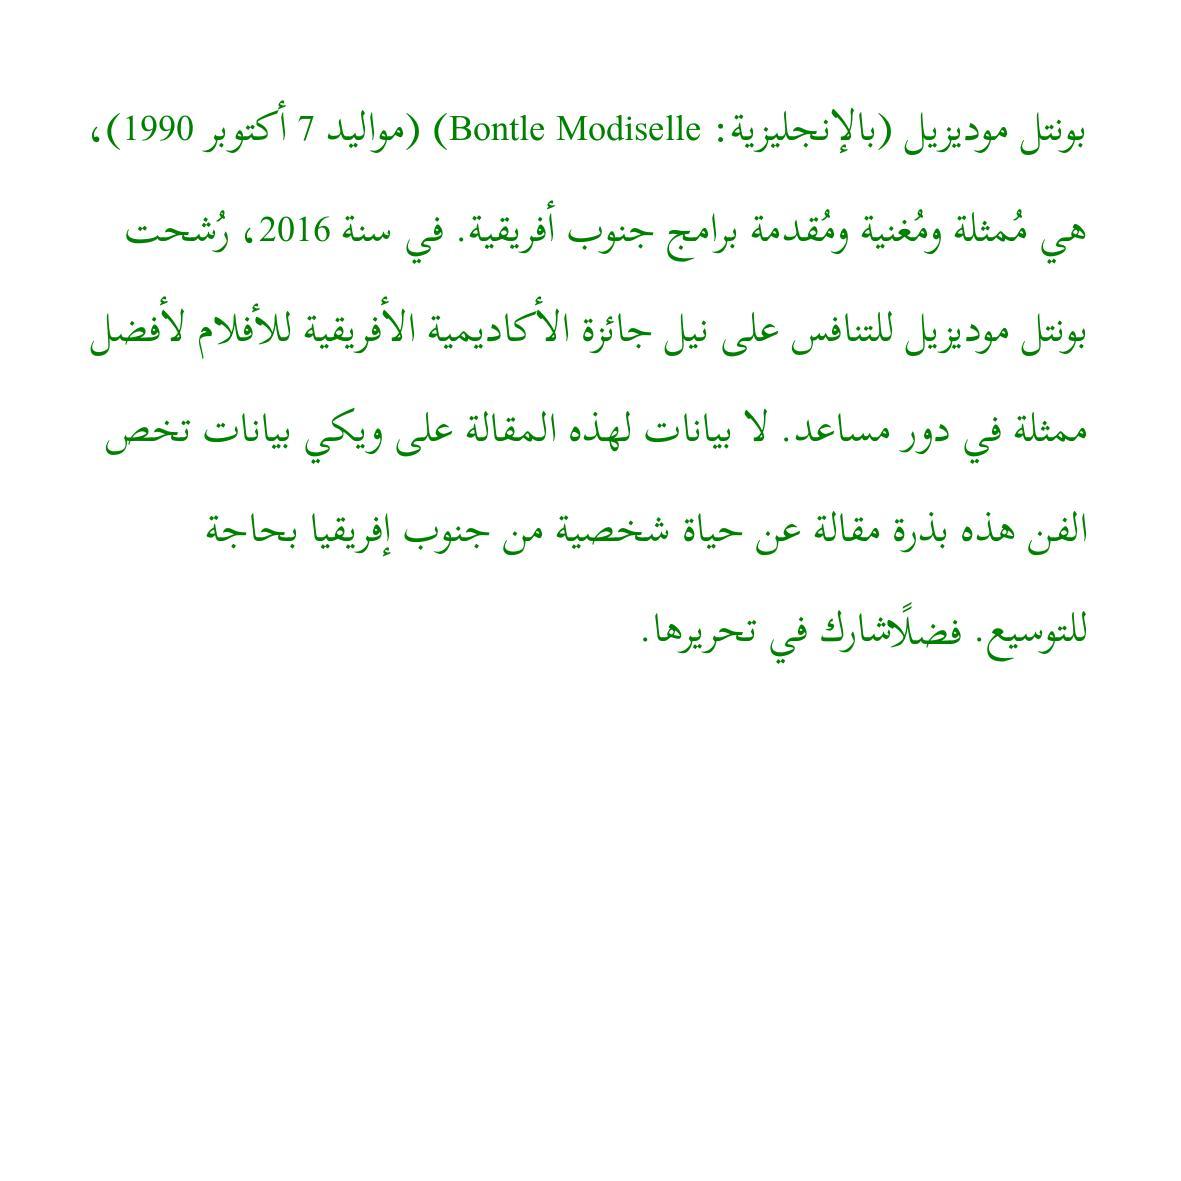 بونتل موديزيل (بالإنجليزية: Bontle Modiselle) (مواليد 7 أكتوبر 1990)،
هي مُمثلة ومُغنية ومُقدمة برامج جنوب أفريقية. في سنة 2016، رُشحت
بونتل موديزيل للتنافس على نيل جائزة الأكاديمية الأفريقية للأفلام لأفضل
ممثلة في دور مساعد. لا بيانات لهذه المقالة على ويكي بيانات تخص
الفن هذه بذرة مقالة عن حياة شخصية من جنوب إفريقيا بحاجة
للتوسيع. فضلًاشارك في تحريرها.